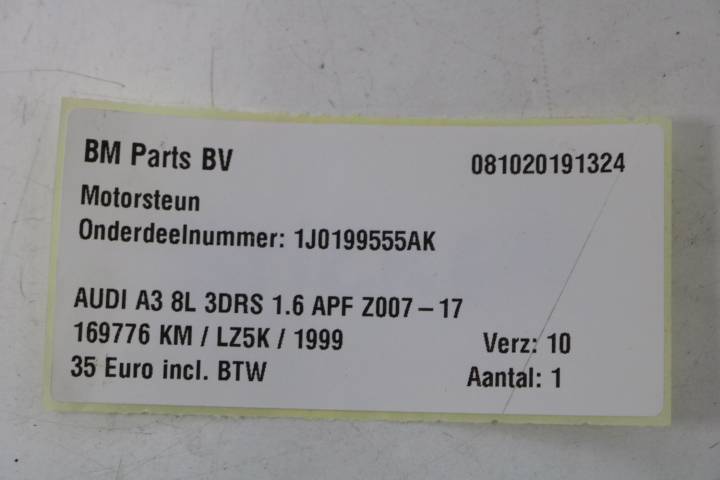 BM Parts BV 081020191324
Motorsteun
Onderdeelnummer: 1J0199555AK
AUDI A3 8L 3DRS 1.6 APF Z007-17
169776 KM / LZ5K / 1999 Verz: 10
35 Euro incl. BTW Aantal: 1